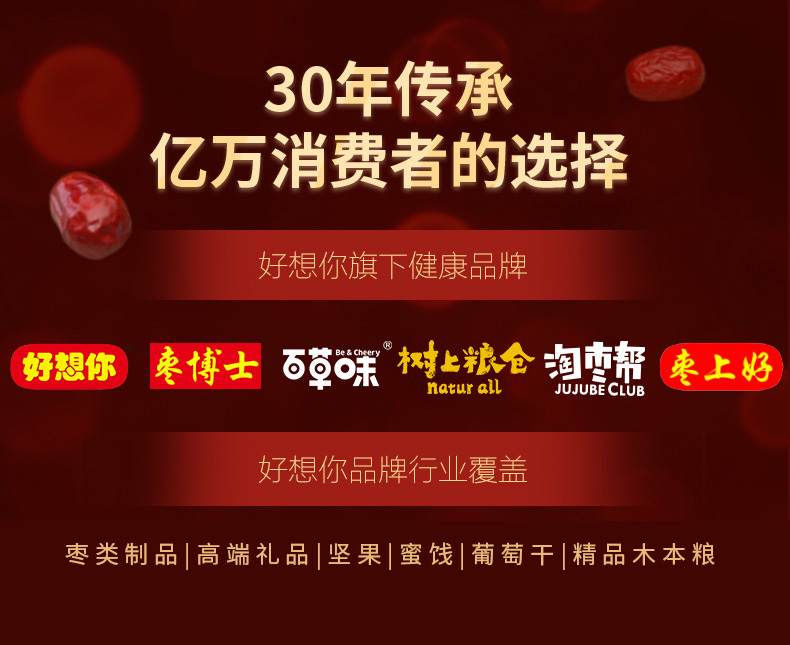 30年传承
亿万消费者的选择
好想你旗下健康品牌
好想你
枣博士
Be & Cheery®
百草味
树上粮仓
natur all
淘枣帮
JUJUBE CLUB
枣上好
好想你品牌行业覆盖
枣类制品|高端礼品|坚果|蜜饯|葡萄干|精品木本粮